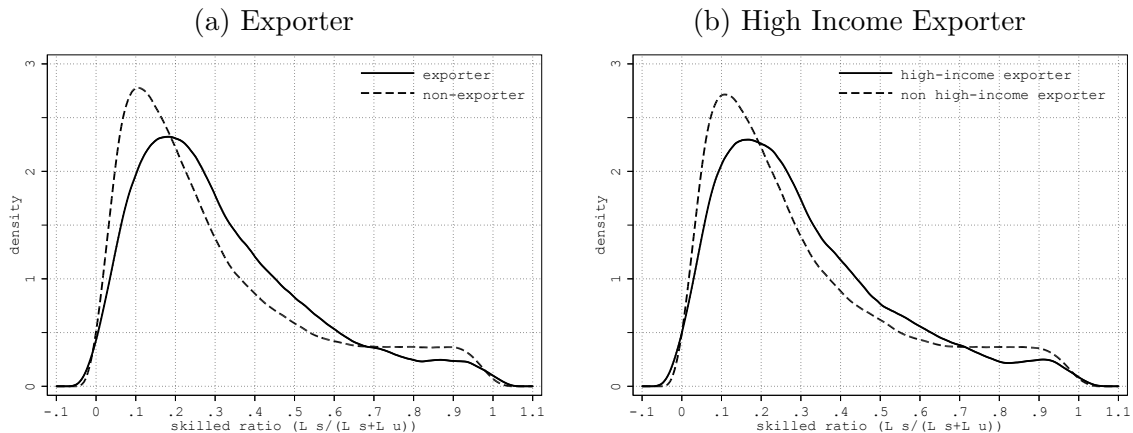 (a) Exporter
3
2
1
0
density
exporter
non-exporter
-.1 0 .1 .2 .3 .4 .5 .6 .7 .8 .9 1 1.1
skilled ratio (L s/(L s+L u))
(b) High Income Exporter
3
2
1
0
density
high-income exporter
non high-income exporter
-.1 0 .1 .2 .3 .4 .5 .6 .7 .8 .9 1 1.1
skilled ratio (L s/(L s+L u))